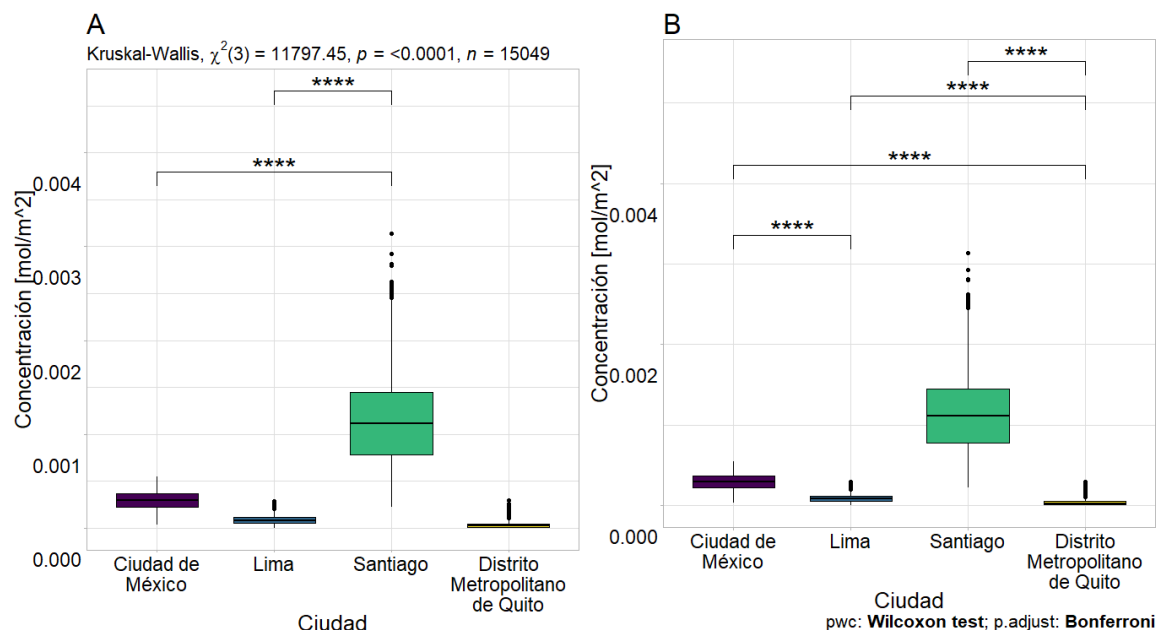 A
Kruskal-Wallis, χ²(3) = 11797.45, p = <0.0001, n = 15049
****
****
0.004
0.003
0.002
0.001
0.000
Concentración [mol/m^2]
Ciudad de
México
Lima
Santiago
Distrito
Metropolitano
de Quito
Ciudad
B
****
****
****
****
0.004
0.002
0.000
Concentración [mol/m^2]
Ciudad de
México
Lima
Santiago
Distrito
Metropolitano
de Quito
Ciudad
pwc: Wilcoxon test; p.adjust: Bonferroni